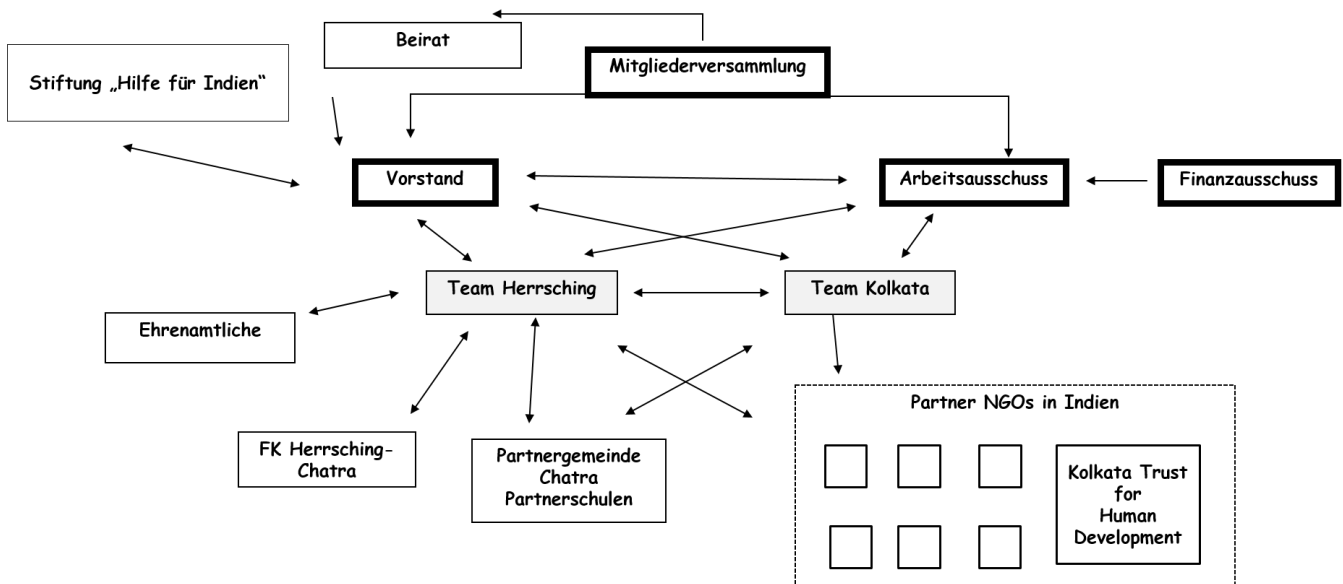 Beirat
Mitgliederversammlung
Stiftung „Hilfe für Indien“
Vorstand
Arbeitsausschuss
Finanzausschuss
Team Herrsching
Team Kolkata
Ehrenamtliche
Partner NGOs in Indien
FK Herrsching-
Chatra
Partnergemeinde
Chatra
Partnerschulen
Kolkata Trust
for
Human
Development